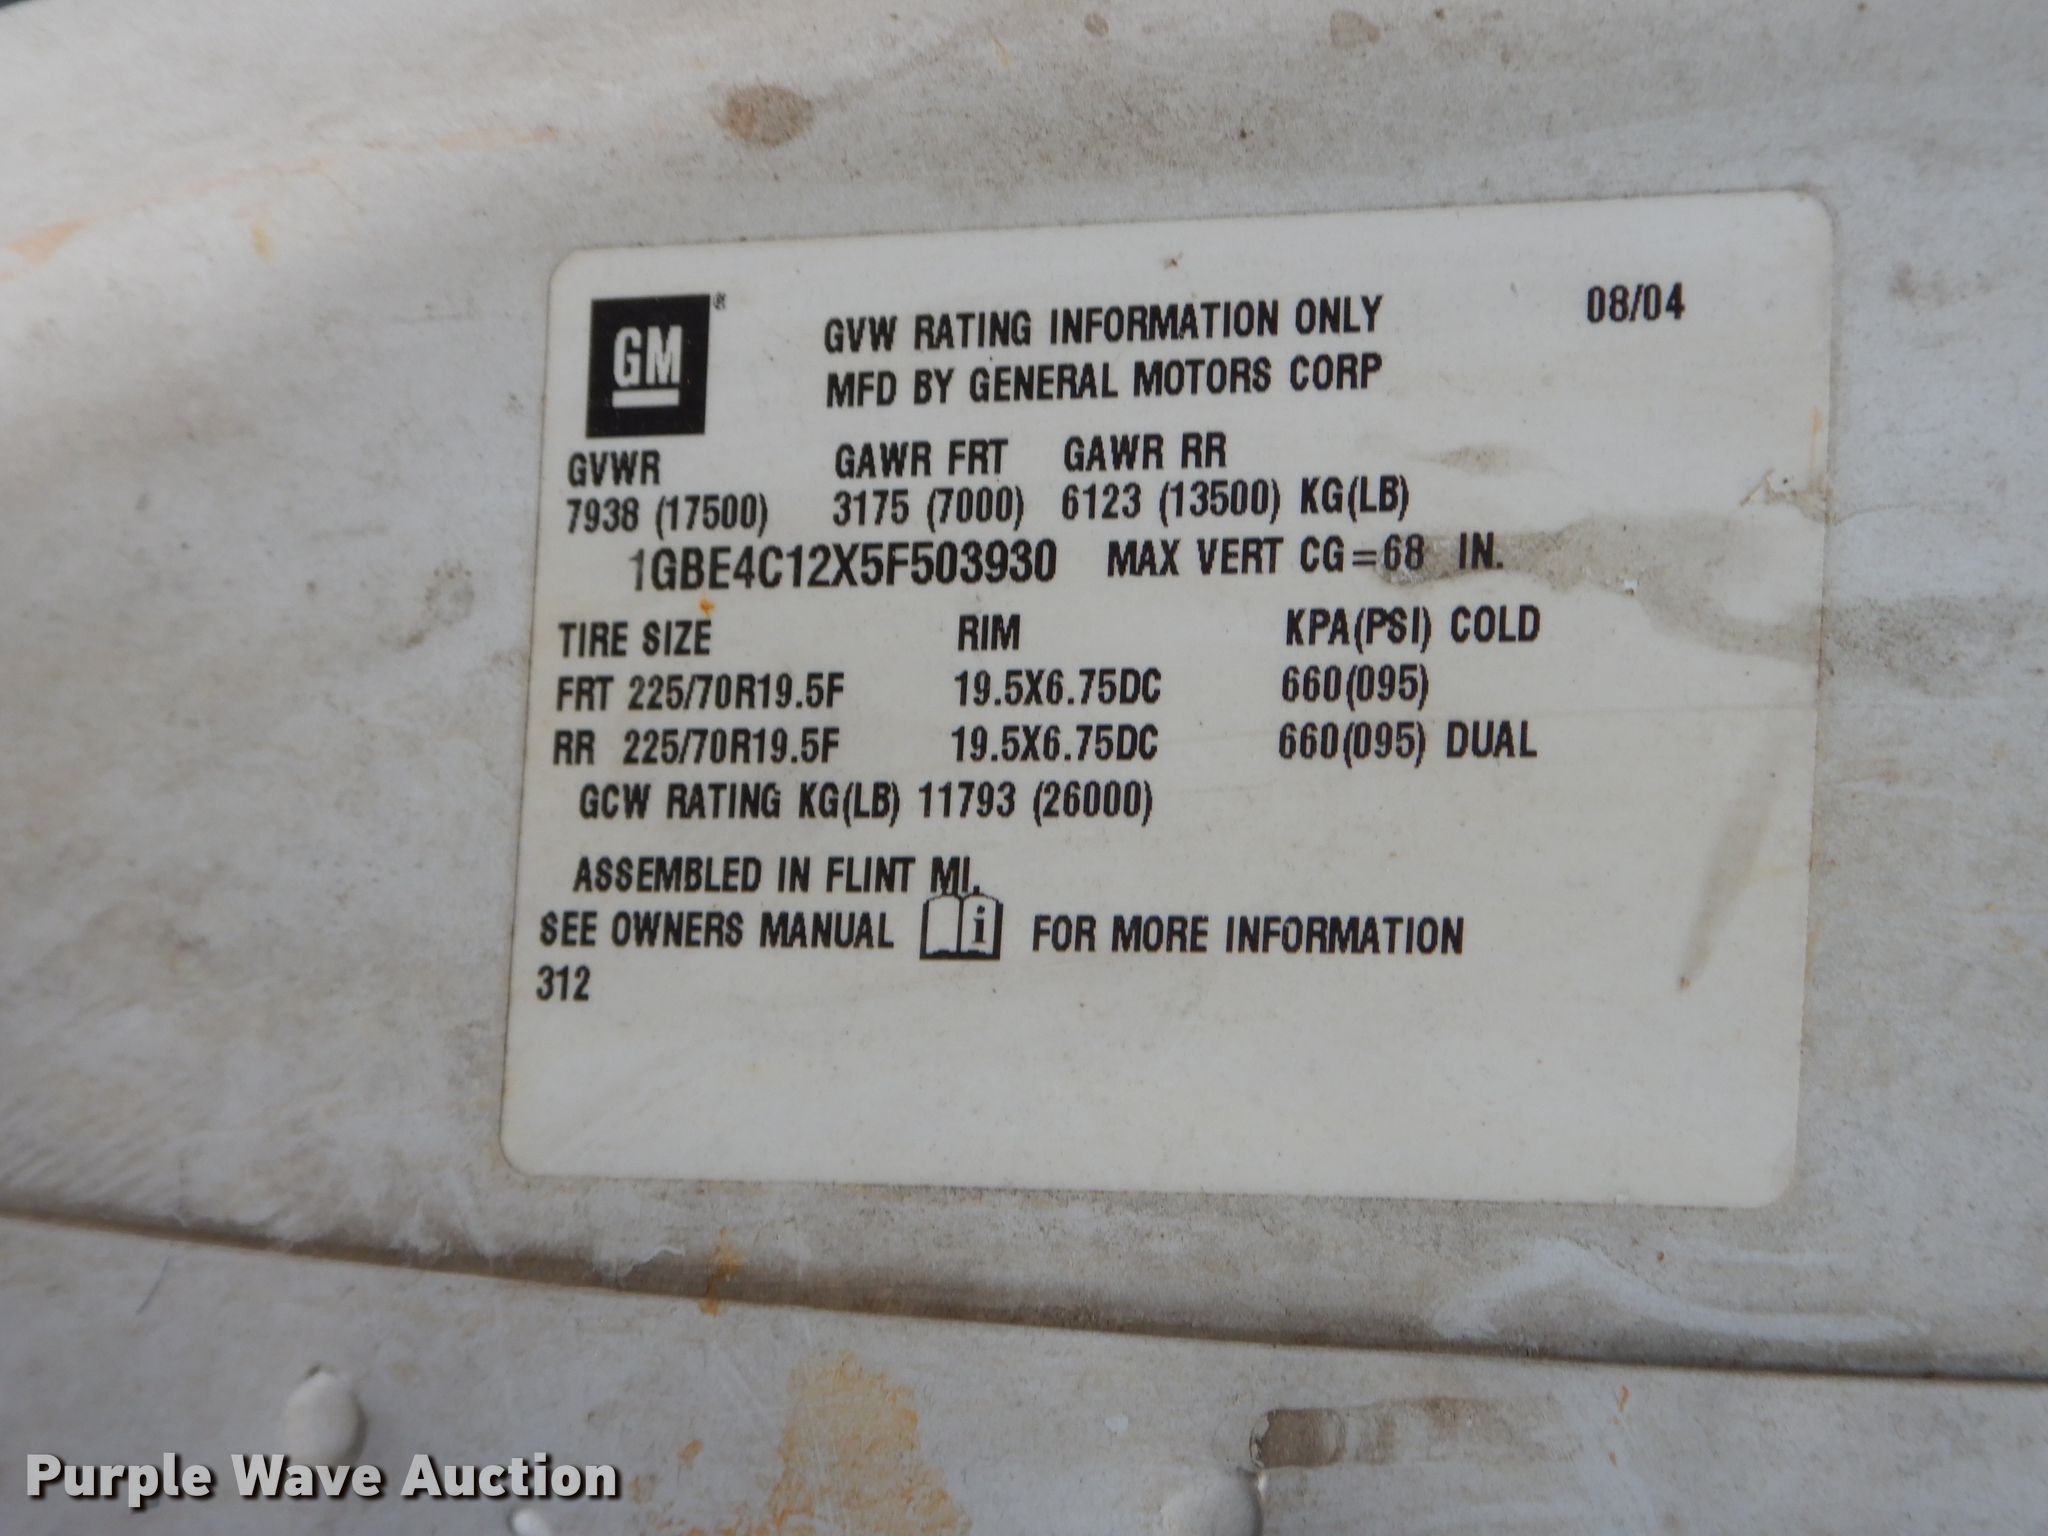 GM®
GVW RATING INFORMATION ONLY 08/04
MFD BY GENERAL MOTORS CORP
GVWR GAWR FRT GAWR RR
7938 (17500) 3175 (7000) 6123 (13500) KG(LB)
1GBE4C12X5F503930 MAX VERT CG=68 IN.
TIRE SIZE RIM KPA(PSI) COLD
FRT 225/70R19.5F 19.5X6.75DC 660(095)
RR 225/70R19.5F 19.5X6.75DC 660(095) DUAL
GCW RATING KG(LB) 11793 (26000)
ASSEMBLED IN FLINT MI.
SEE OWNERS MANUAL i FOR MORE INFORMATION
312
Purple Wave Auction